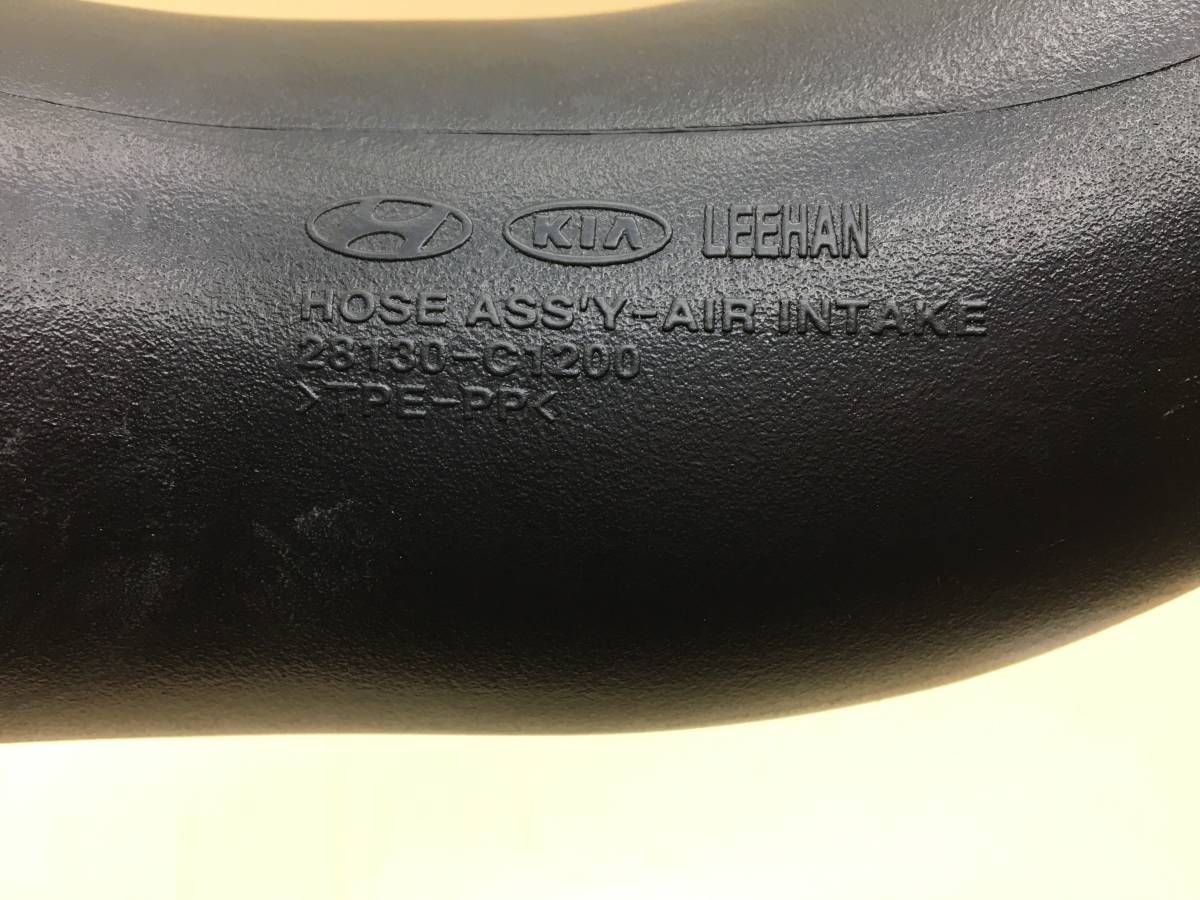 KIA LEEHAN
HOSE ASS'Y-AIR INTAKE
28130-C1200
>TPE-PP<